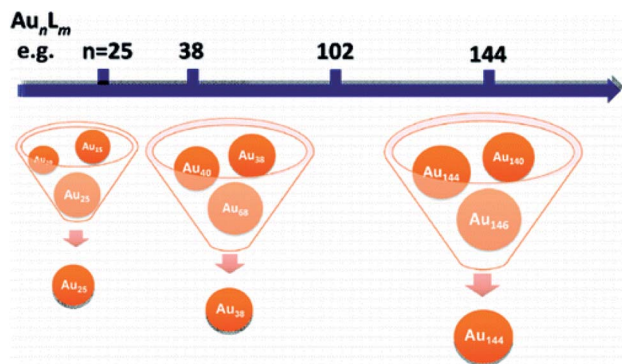 AuₙLₘ
e.g. n=25 38 102 144
Au₁₅
Au₂₅
Au₄₀ Au₃₈
Au₆₈
Au₁₄₄ Au₁₄₀
Au₁₄₆
Au₂₅
Au₃₈
Au₁₄₄